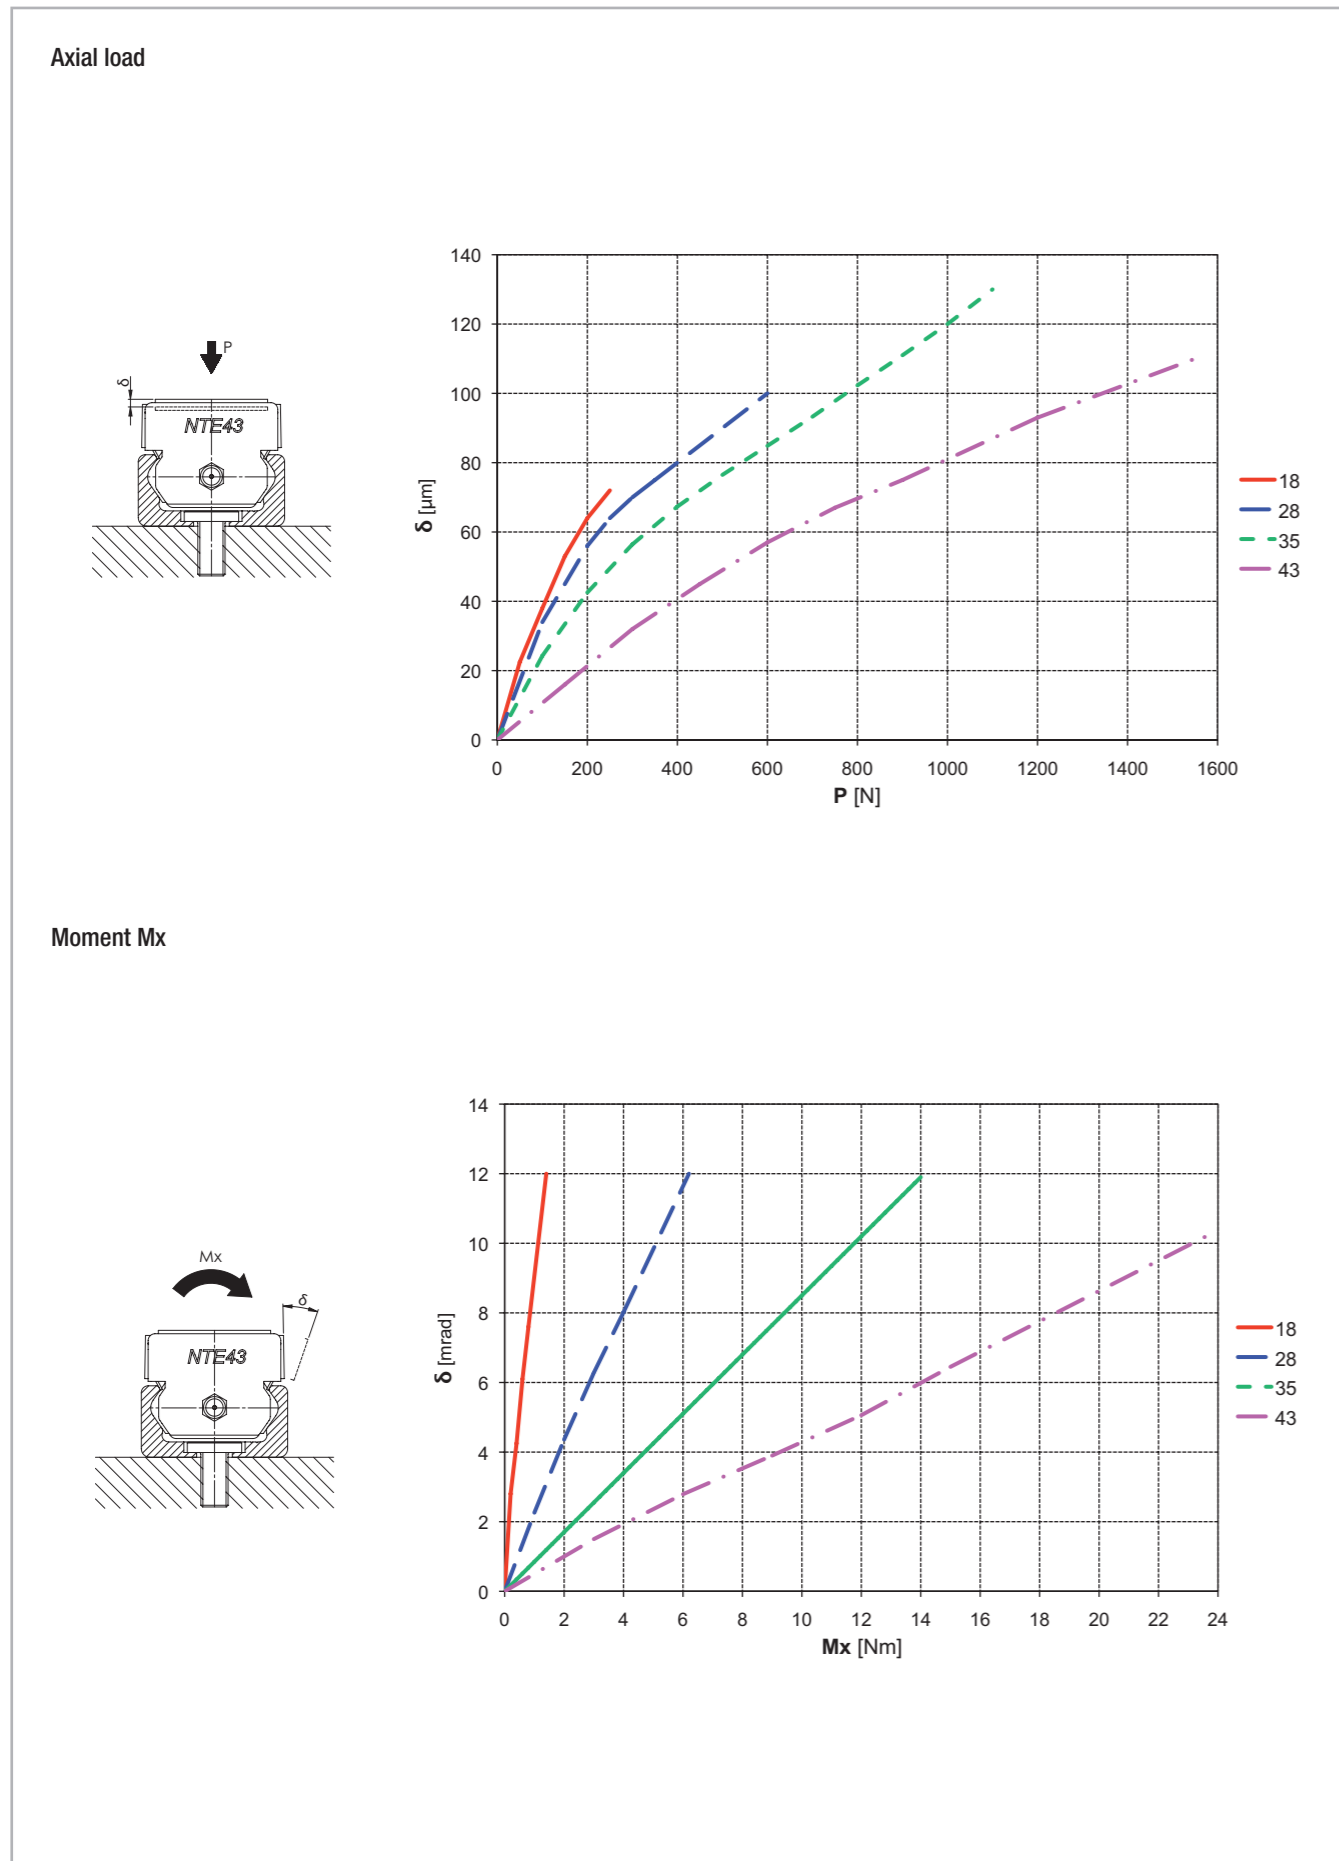 Axial load
P
δ
NTE43
140
120
100
80
60
40
20
0
δ [µm]
0 200 400 600 800 1000 1200 1400 1600
P [N]
18
28
35
43
Moment Mx
Mx
δ
NTE43
14
12
10
8
6
4
2
0
δ [mrad]
0 2 4 6 8 10 12 14 16 18 20 22 24
Mx [Nm]
18
28
35
43